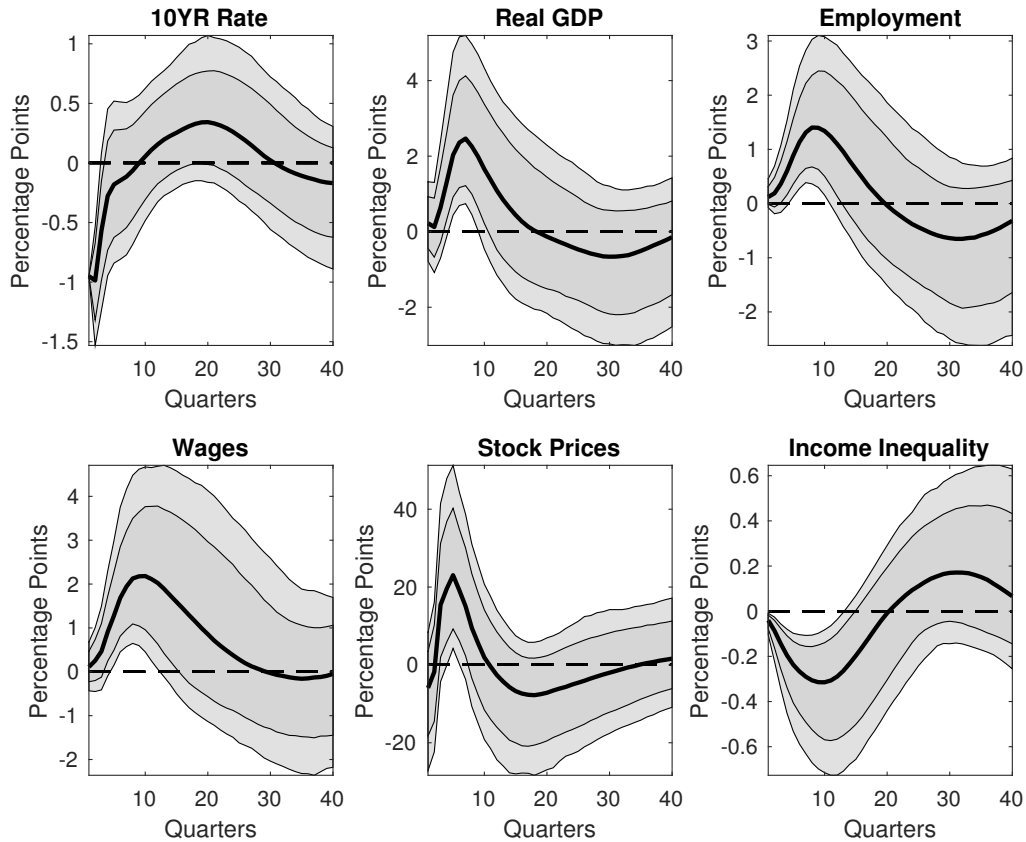 10YR Rate
Percentage Points
1
0.5
0
-0.5
-1
-1.5
10 20 30 40
Quarters
Real GDP
Percentage Points
4
2
0
-2
10 20 30 40
Quarters
Employment
Percentage Points
3
2
1
0
-1
-2
10 20 30 40
Quarters
Wages
Percentage Points
4
3
2
1
0
-1
-2
10 20 30 40
Quarters
Stock Prices
Percentage Points
40
20
0
-20
10 20 30 40
Quarters
Income Inequality
Percentage Points
0.6
0.4
0.2
0
-0.2
-0.4
-0.6
10 20 30 40
Quarters